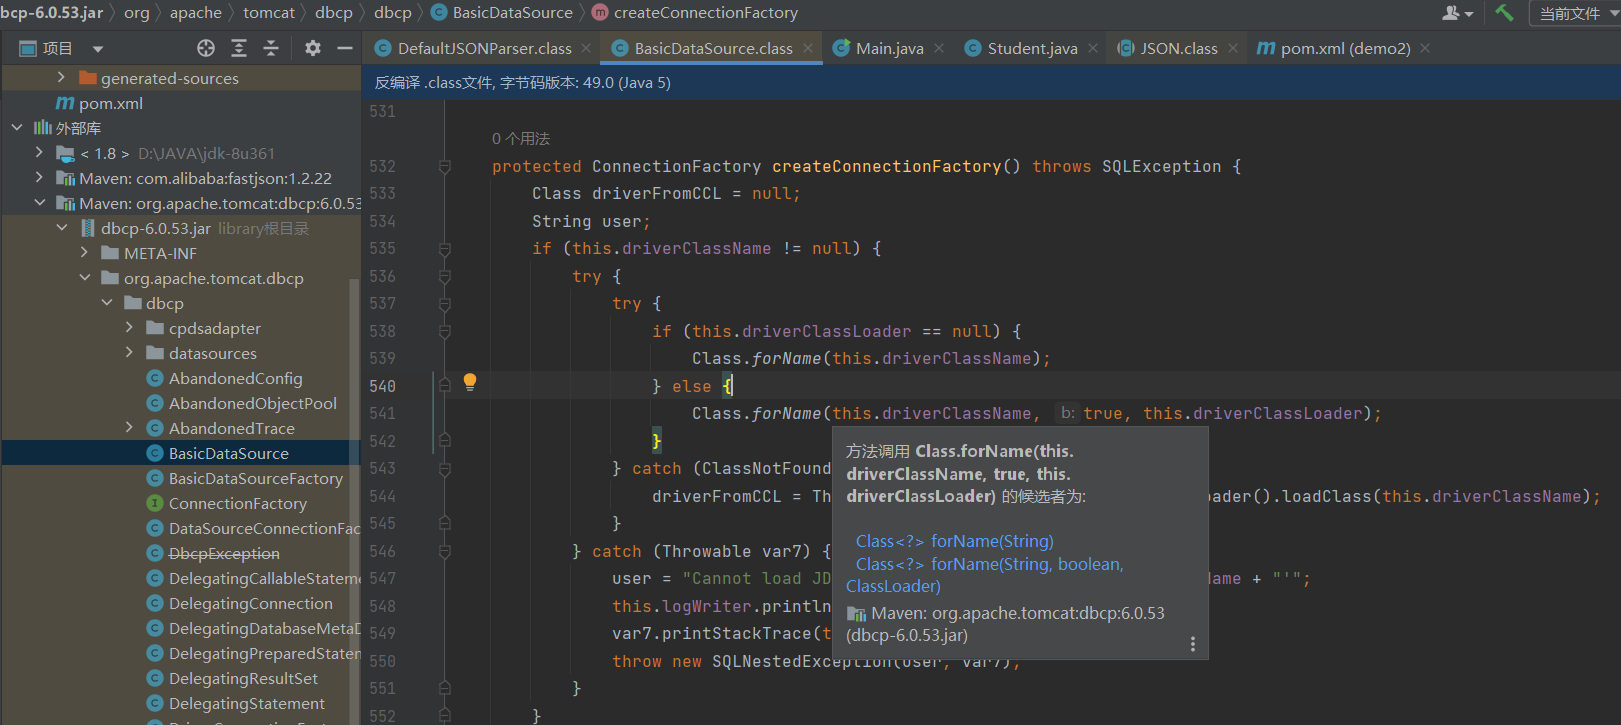 bcp-6.0.53.jar 〉 org 〉 apache 〉 tomcat 〉 dbcp 〉 dbcp 〉 BasicDataSource 〉 createConnectionFactory
当前文件
项目
DefaultJSONParser.class
BasicDataSource.class
Main.java
Student.java
JSON.class
pom.xml (demo2)
generated-sources
pom.xml
外部库
< 1.8 > D:\JAVA\jdk-8u361
Maven: com.alibaba:fastjson:1.2.22
Maven: org.apache.tomcat:dbcp:6.0.53
dbcp-6.0.53.jar library根目录
META-INF
org.apache.tomcat.dbcp
dbcp
cpdsadapter
datasources
AbandonedConfig
AbandonedObjectPool
AbandonedTrace
BasicDataSource
BasicDataSourceFactory
ConnectionFactory
DataSourceConnectionFac
DbcpException
DelegatingCallableStateme
DelegatingConnection
DelegatingDatabaseMetaD
DelegatingPreparedStatem
DelegatingResultSet
DelegatingStatement
反编译 .class文件, 字节码版本: 49.0 (Java 5)
531
0 个用法
532 protected ConnectionFactory createConnectionFactory() throws SQLException {
533 Class driverFromCCL = null;
534 String user;
535 if (this.driverClassName != null) {
536 try {
537 try {
538 if (this.driverClassLoader == null) {
539 Class.forName(this.driverClassName);
540 } else {
541 Class.forName(this.driverClassName, b: true, this.driverClassLoader);
542 }
543 } catch (ClassNotFound
544 driverFromCCL = Th ader().loadClass(this.driverClassName);
545 }
546 } catch (Throwable var7) {
547 user = "Cannot load JD Name + "'";
548 this.logWriter.println
549 var7.printStackTrace(t
550 throw new SQLNestedException(user, var7);
551 }
552 }
方法调用 Class.forName(this.
driverClassName, true, this.
driverClassLoader) 的候选者为:
Class<?> forName(String)
Class<?> forName(String, boolean,
ClassLoader)
Maven: org.apache.tomcat:dbcp:6.0.53
(dbcp-6.0.53.jar)